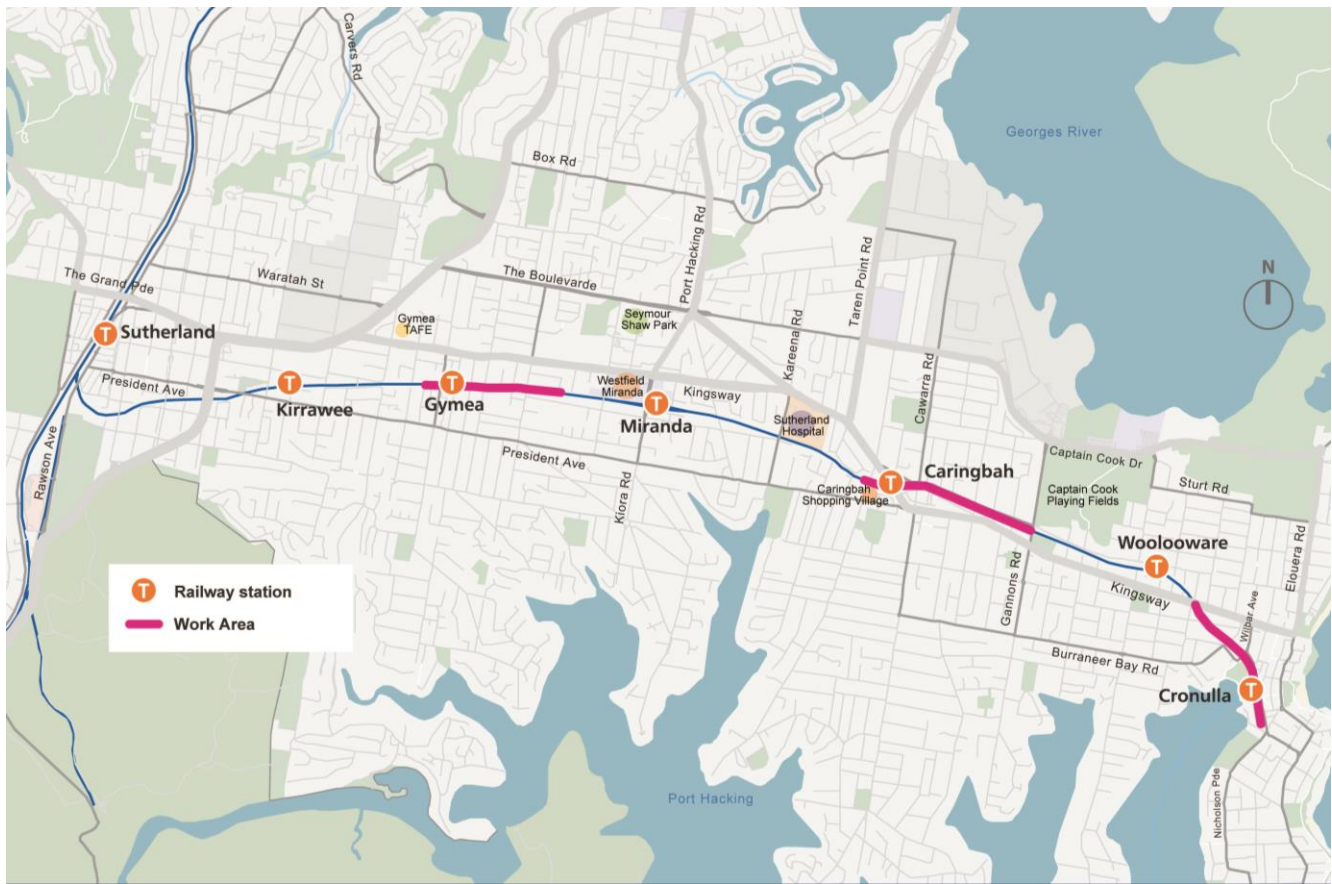 Carvers Rd
Georges River
Box Rd
Port Hacking Rd
Taren Point Rd
N
The Grand Pde
Waratah St
The Boulevarde
Sutherland
Gymea
TAFE
Seymour
Shaw Park
Kareena Rd
President Ave
Kirrawee
Gymea
Westfield
Miranda
Miranda
Kingsway
Sutherland
Hospital
Cawarra Rd
Rawson Ave
President Ave
Kiora Rd
Caringbah
Caringbah
Shopping Village
Captain Cook Dr
Captain Cook
Playing Fields
Sturt Rd
Woolooware
Elouera Rd
Gannons Rd
Kingsway
Wilbar Ave
T Railway station
Work Area
Burraneer Bay Rd
Cronulla
Port Hacking
Nicholson Pde
T
T
T
T
T
T
T